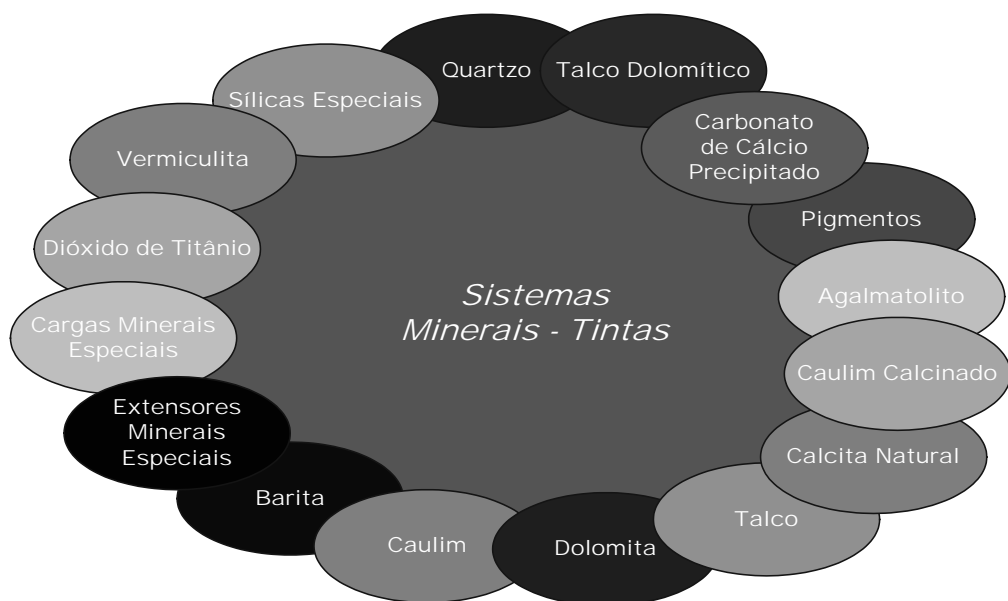 Quartzo
Talco Dolomítico
Sílicas Especiais
Carbonato
de Cálcio
Precipitado
Vermiculita
Pigmentos
Dióxido de Titânio
Agalmatolito
Sistemas
Minerais - Tintas
Cargas Minerais
Especiais
Caulim Calcinado
Extensores
Minerais
Especiais
Calcita Natural
Barita
Talco
Caulim
Dolomita